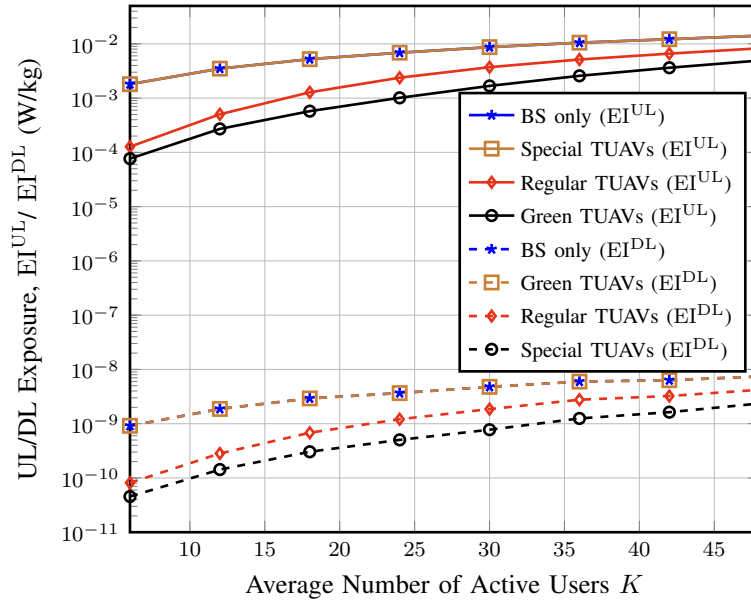 10⁻²
10⁻³
10⁻⁴
10⁻⁵
10⁻⁶
10⁻⁷
10⁻⁸
10⁻⁹
10⁻¹⁰
10⁻¹¹
UL/DL Exposure, EI^UL/ EI^DL (W/kg)
BS only (EI^UL)
Special TUAVs (EI^UL)
Regular TUAVs (EI^UL)
Green TUAVs (EI^UL)
BS only (EI^DL)
Green TUAVs (EI^DL)
Regular TUAVs (EI^DL)
Special TUAVs (EI^DL)
10 15 20 25 30 35 40 45
Average Number of Active Users K